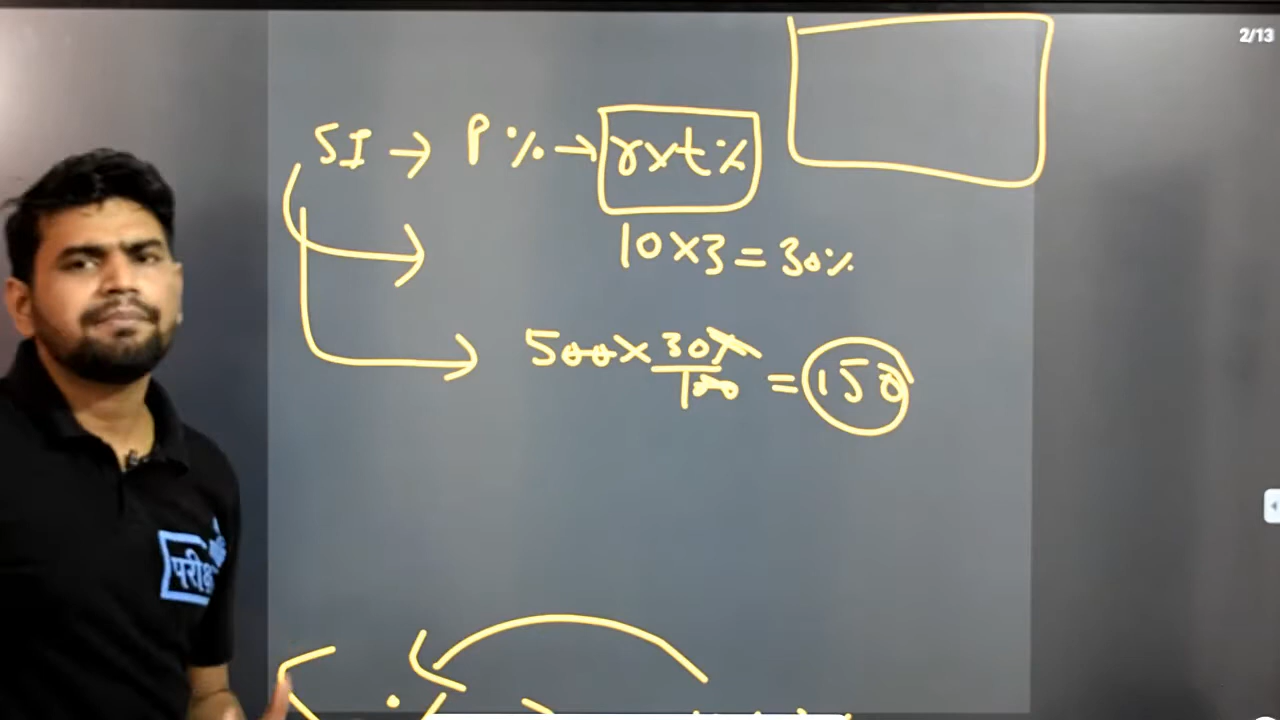 2/13
SI → P% → r×t%
10×3=30%
500×30%/100 = 150
परीक्षा